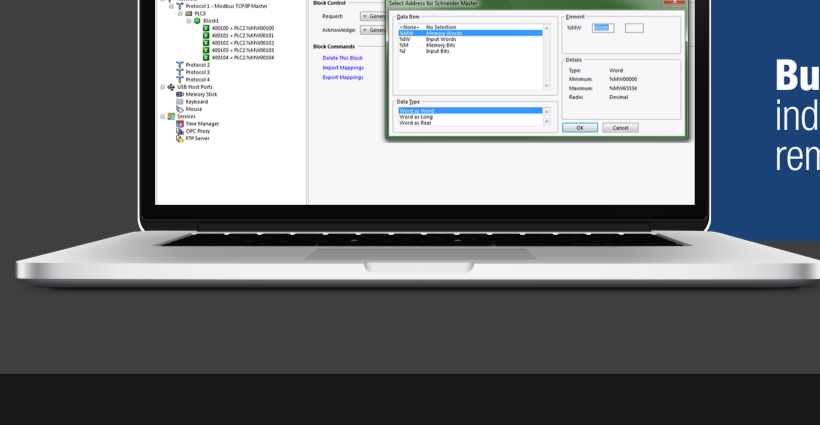 Protocol 1 - Modbus TCP/IP Master
PLC3
Block1
400100 = PLC2.%MW00100
400101 = PLC2.%MW00101
400102 = PLC2.%MW00102
400103 = PLC2.%MW00103
400104 = PLC2.%MW00104
Protocol 2
Protocol 3
Protocol 4
USB Host Ports
Memory Stick
Keyboard
Mouse
Services
Time Manager
OPC Proxy
FTP Server
Block Control
Request:
Acknowledge:
Block Commands
Delete This Block
Import Mappings
Export Mappings
Select Address for Schneider Master
Data Item
<None> No Selection
%MW Memory Words
%IW Input Words
%M Memory Bits
%I Input Bits
Data Type
Word as Word
Word as Long
Word as Real
Element
%MW 00100
Details
Type: Word
Minimum: %MW00000
Maximum: %MW65534
Radix: Decimal
OK Cancel
Bu
ind
rem